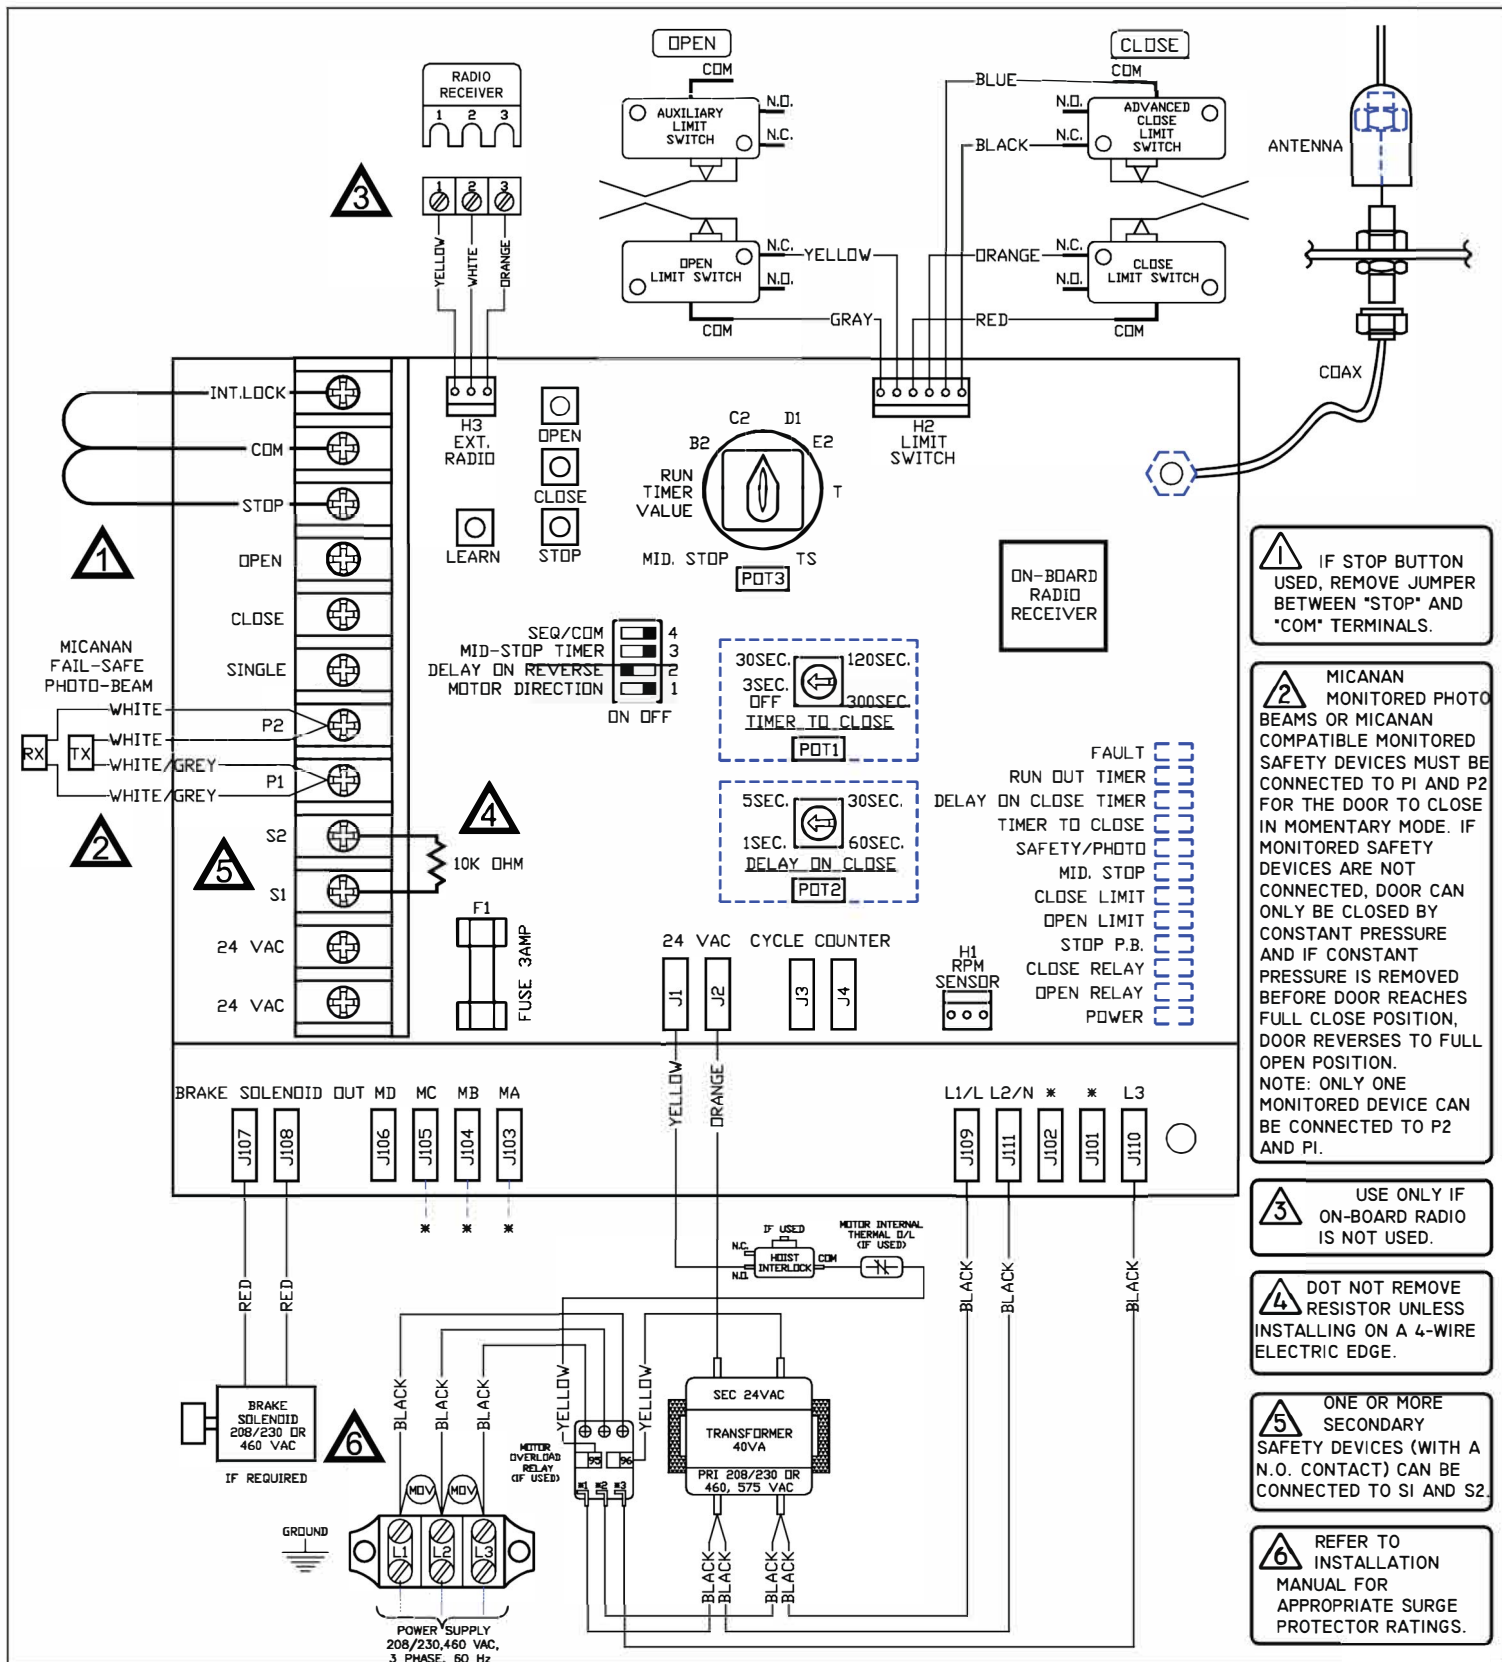 OPEN
CLOSE
RADIO
RECEIVER
1 2 3
1 2 3
3
YELLOW
WHITE
ORANGE
COM
AUXILIARY
LIMIT
SWITCH
N.O.
N.C.
OPEN
LIMIT SWITCH
N.C.
N.O.
COM
YELLOW
GRAY
BLUE
BLACK
ORANGE
RED
COM
N.O.
N.C.
ADVANCED
CLOSE
LIMIT
SWITCH
N.C.
N.O.
CLOSE
LIMIT SWITCH
COM
ANTENNA
COAX
INT.LOCK
COM
STOP
OPEN
CLOSE
SINGLE
P2
P1
S2
S1
24 VAC
24 VAC
1
MICANAN
FAIL-SAFE
PHOTO-BEAM
WHITE
WHITE
RX
TX
WHITE/GREY
WHITE/GREY
2
5
4
10K OHM
H3
EXT.
RADIO
OPEN
CLOSE
STOP
LEARN
B2
C2
D1
E2
T
TS
RUN
TIMER
VALUE
MID. STOP
POT3
H2
LIMIT
SWITCH
ON-BOARD
RADIO
RECEIVER
SEQ/COM 4
MID-STOP TIMER 3
DELAY ON REVERSE 2
MOTOR DIRECTION 1
ON OFF
30SEC. 120SEC.
3SEC.
OFF 300SEC.
TIMER TO CLOSE
POT1
5SEC. 30SEC.
1SEC. 60SEC.
DELAY ON CLOSE
POT2
FAULT
RUN OUT TIMER
DELAY ON CLOSE TIMER
TIMER TO CLOSE
SAFETY/PHOTO
MID. STOP
CLOSE LIMIT
OPEN LIMIT
STOP P.B.
CLOSE RELAY
OPEN RELAY
POWER
F1
FUSE 3AMP
24 VAC
CYCLE COUNTER
J1
J2
J3
J4
H1
RPM
SENSOR
YELLOW
ORANGE
BRAKE SOLENOID OUT MD MC MB MA
J107
J108
J106
J105
J104
J103
* * *
L1/L L2/N * * L3
J109
J111
J102
J101
J110
RED
RED
BRAKE
SOLENOID
208/230 OR
460 VAC
IF REQUIRED
6
BLACK
BLACK
BLACK
MOV
MOV
GROUND
L1
L2
L3
POWER SUPPLY
208/230,460 VAC,
3 PHASE, 60 Hz
IF USED
N.C.
N.O.
HOIST
INTERLOCK
COM
MOTOR INTERNAL
THERMAL O/L
(IF USED)
YELLOW
YELLOW
MOTOR
OVERLOAD
RELAY
(IF USED)
95
96
*1 *2 *3
SEC 24VAC
TRANSFORMER
40VA
PRI 208/230 OR
460, 575 VAC
BLACK
BLACK
BLACK
BLACK
BLACK
BLACK
BLACK
1 IF STOP BUTTON
USED, REMOVE JUMPER
BETWEEN "STOP" AND
"COM" TERMINALS.
2 MICANAN
MONITORED PHOTO
BEAMS OR MICANAN
COMPATIBLE MONITORED
SAFETY DEVICES MUST BE
CONNECTED TO P1 AND P2
FOR THE DOOR TO CLOSE
IN MOMENTARY MODE. IF
MONITORED SAFETY
DEVICES ARE NOT
CONNECTED, DOOR CAN
ONLY BE CLOSED BY
CONSTANT PRESSURE
AND IF CONSTANT
PRESSURE IS REMOVED
BEFORE DOOR REACHES
FULL CLOSE POSITION,
DOOR REVERSES TO FULL
OPEN POSITION.
NOTE: ONLY ONE
MONITORED DEVICE CAN
BE CONNECTED TO P2
AND P1.
3 USE ONLY IF
ON-BOARD RADIO
IS NOT USED.
4 DOT NOT REMOVE
RESISTOR UNLESS
INSTALLING ON A 4-WIRE
ELECTRIC EDGE.
5 ONE OR MORE
SECONDARY
SAFETY DEVICES (WITH A
N.O. CONTACT) CAN BE
CONNECTED TO S1 AND S2.
6 REFER TO
INSTALLATION
MANUAL FOR
APPROPRIATE SURGE
PROTECTOR RATINGS.